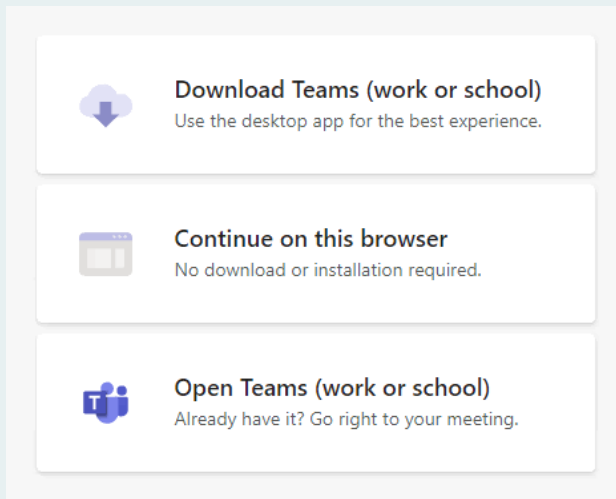 Download Teams (work or school)
Use the desktop app for the best experience.
Continue on this browser
No download or installation required.
T
Open Teams (work or school)
Already have it? Go right to your meeting.